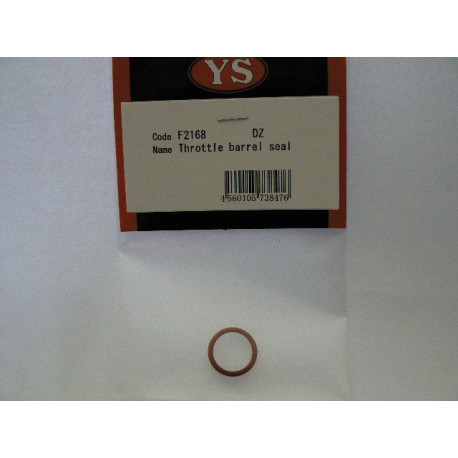 YS
Code F2168 DZ
Name Throttle barrel seal
4560105738476